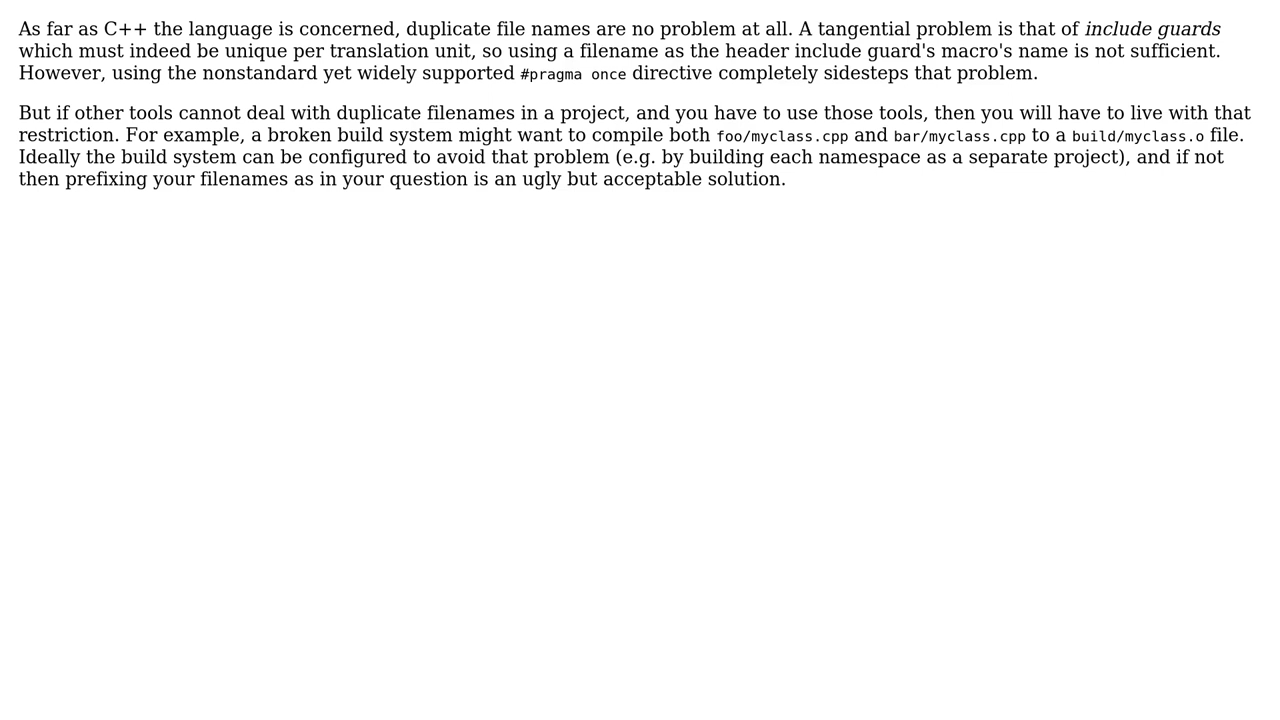 As far as C++ the language is concerned, duplicate file names are no problem at all. A tangential problem is that of include guards
which must indeed be unique per translation unit, so using a filename as the header include guard's macro's name is not sufficient.
However, using the nonstandard yet widely supported #pragma once directive completely sidesteps that problem.
But if other tools cannot deal with duplicate filenames in a project, and you have to use those tools, then you will have to live with that
restriction. For example, a broken build system might want to compile both foo/myclass.cpp and bar/myclass.cpp to a build/myclass.o file.
Ideally the build system can be configured to avoid that problem (e.g. by building each namespace as a separate project), and if not
then prefixing your filenames as in your question is an ugly but acceptable solution.